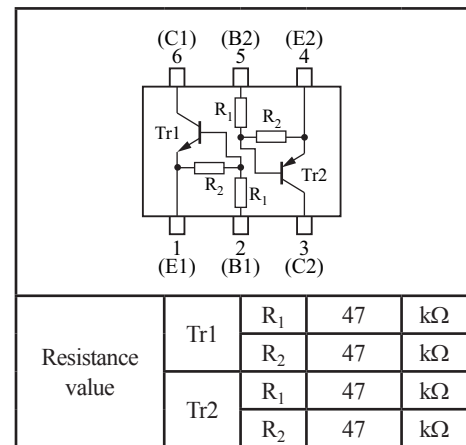 (C1) (B2) (E2)
6 5 4
R1
R2
Tr1
R2
Tr2
R1
1 2 3
(E1) (B1) (C2)
Resistance value
Tr1
R1 47 kΩ
R2 47 kΩ
Tr2
R1 47 kΩ
R2 47 kΩ